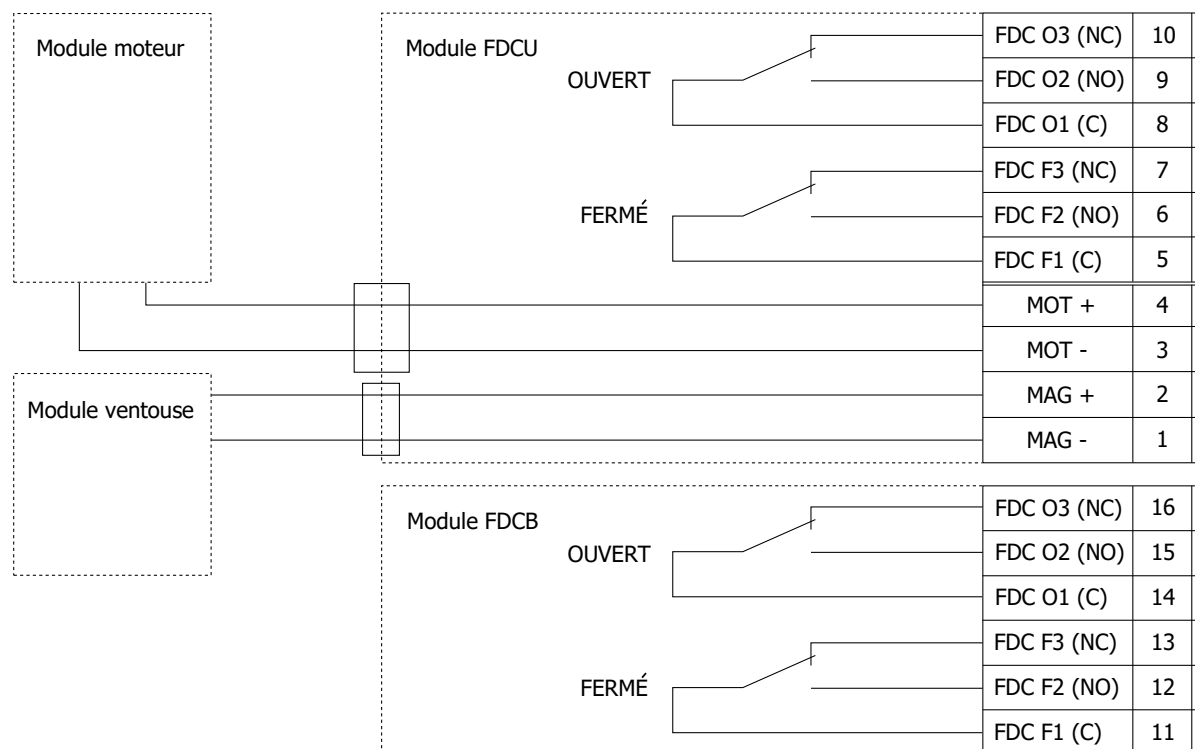 Module moteur
Module FDCU
OUVERT
FDC O3 (NC) 10
FDC O2 (NO) 9
FDC O1 (C) 8
FERMÉ
FDC F3 (NC) 7
FDC F2 (NO) 6
FDC F1 (C) 5
MOT + 4
MOT - 3
Module ventouse
MAG + 2
MAG - 1
Module FDCB
OUVERT
FDC O3 (NC) 16
FDC O2 (NO) 15
FDC O1 (C) 14
FERMÉ
FDC F3 (NC) 13
FDC F2 (NO) 12
FDC F1 (C) 11